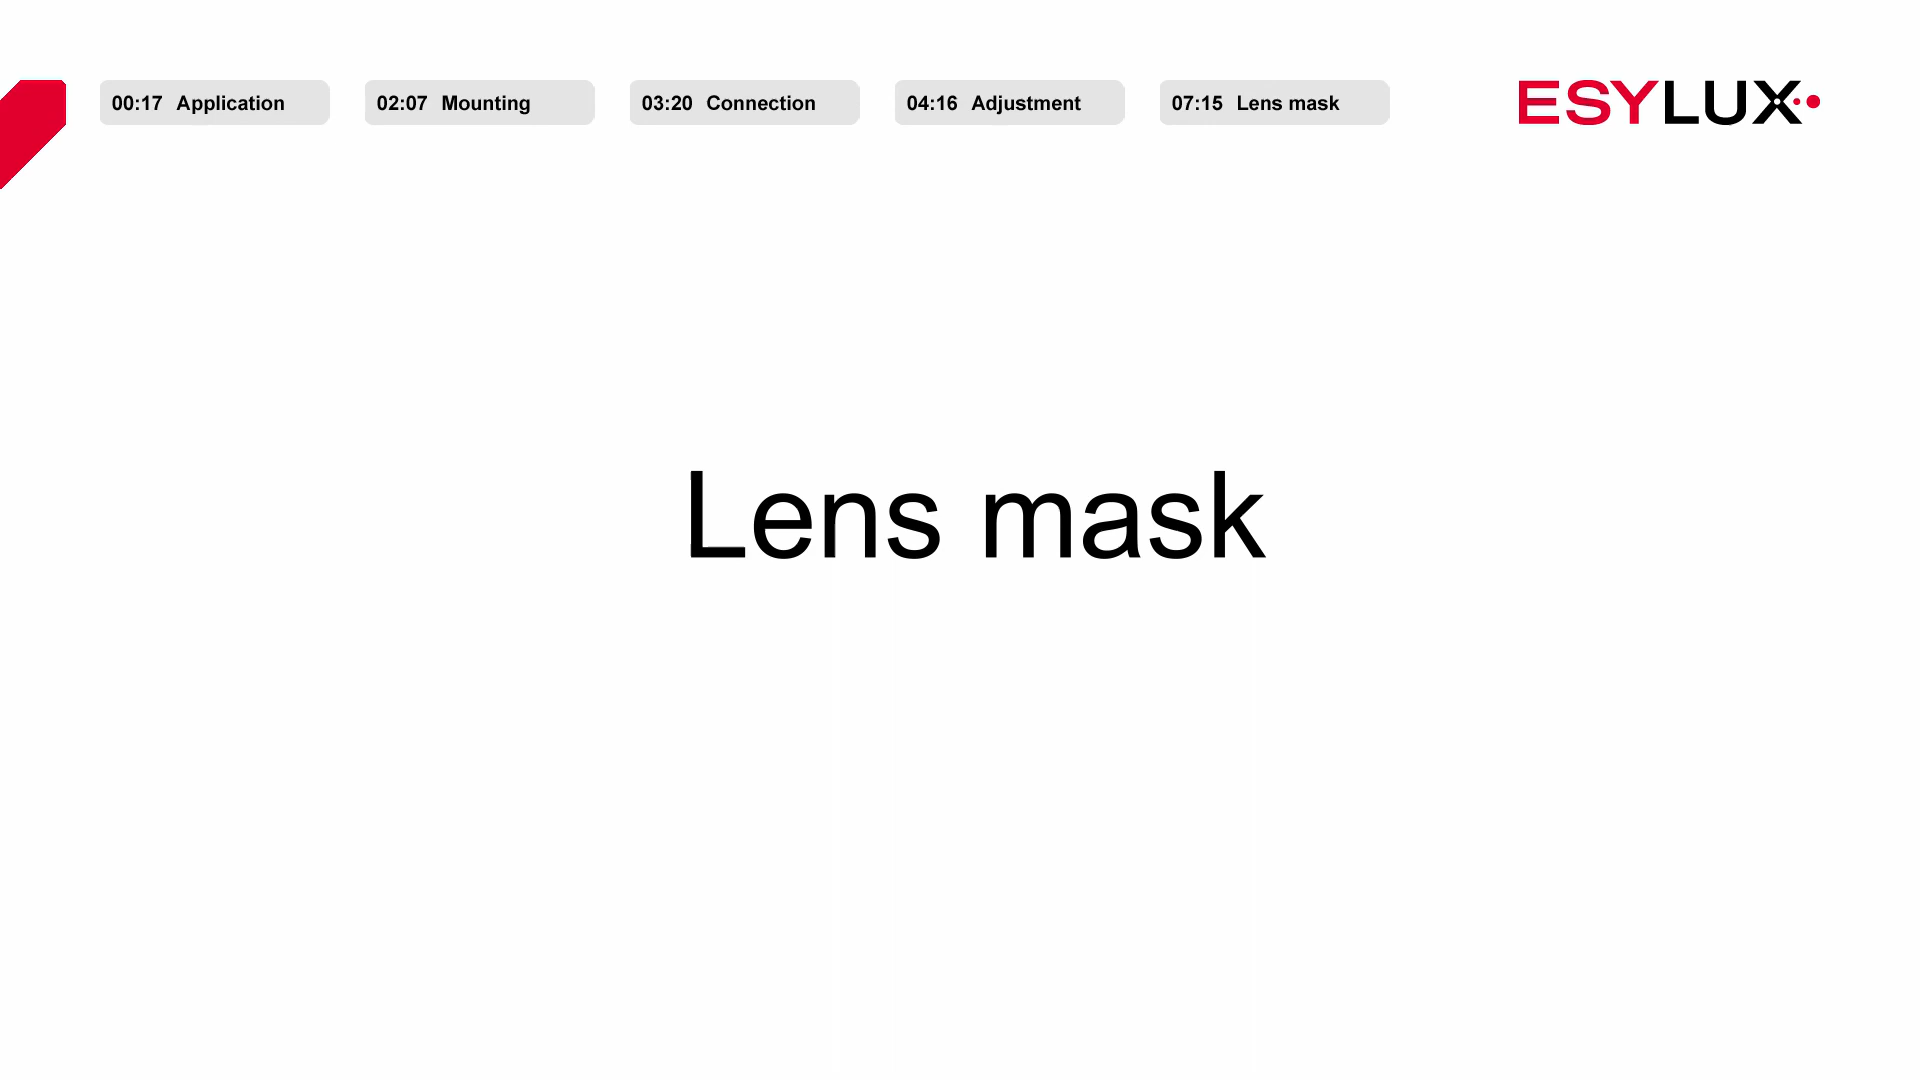 00:17 Application
02:07 Mounting
03:20 Connection
04:16 Adjustment
07:15 Lens mask
ESYLUX
Lens mask